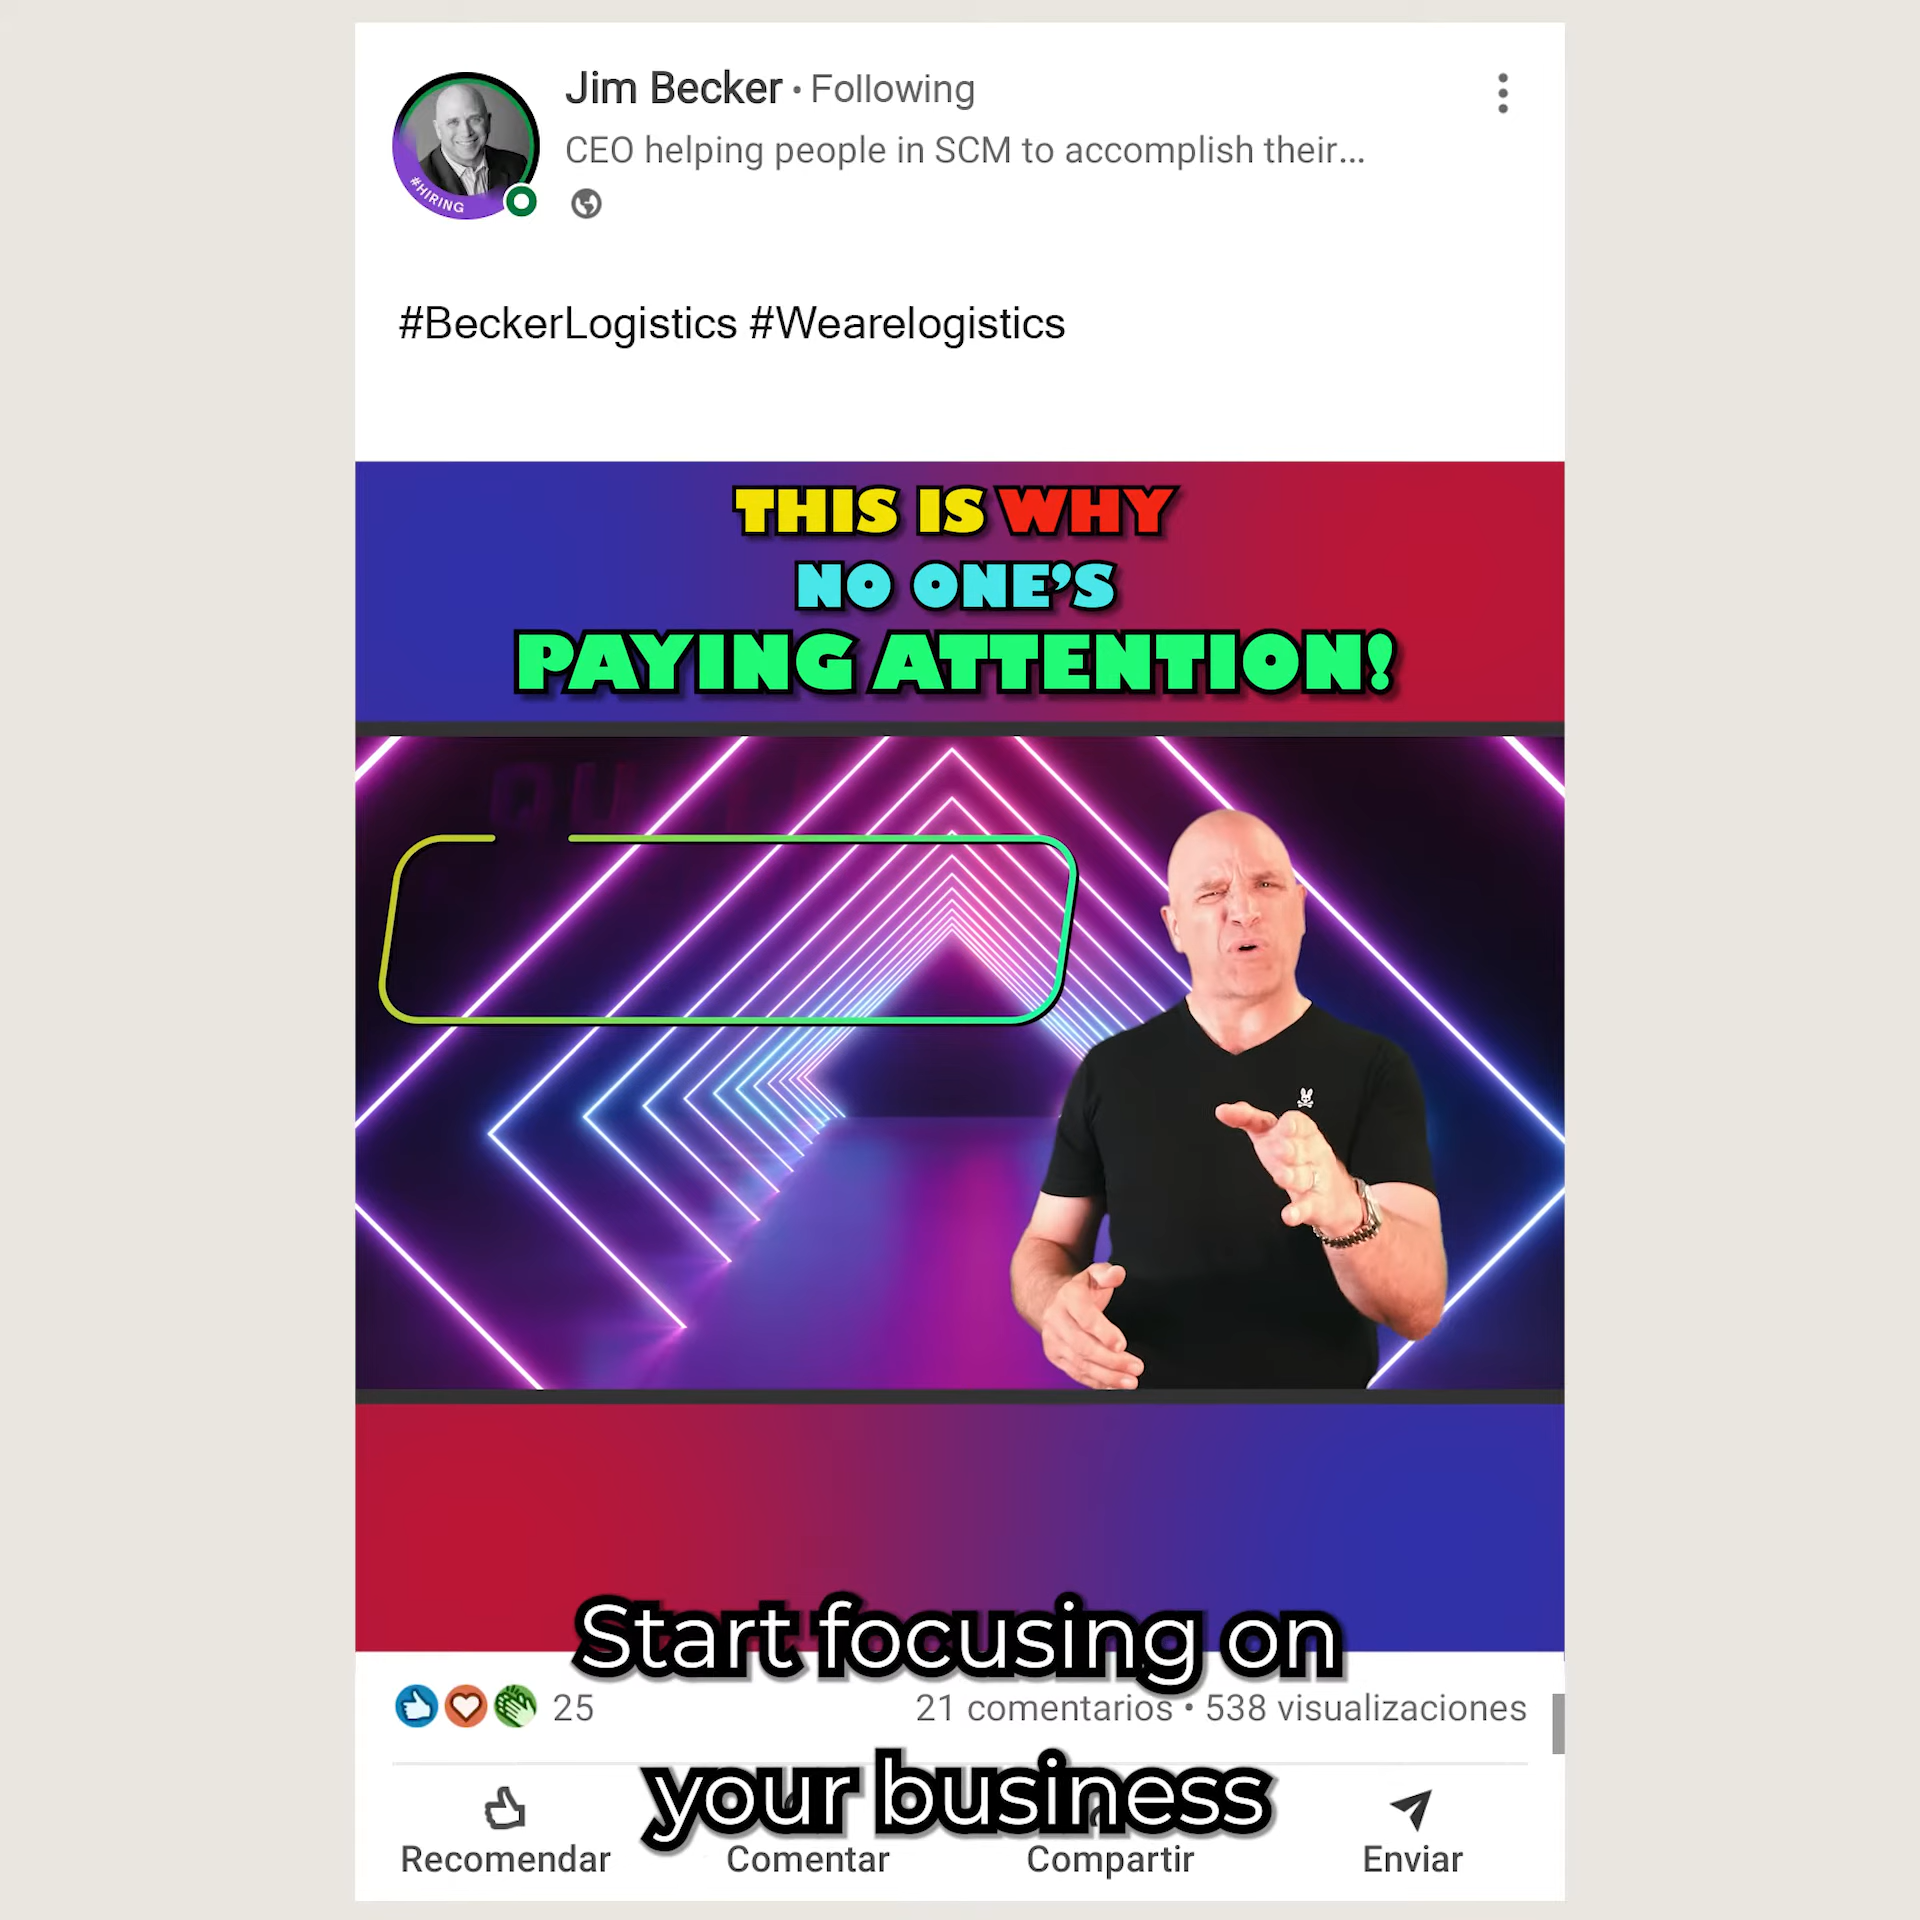 Jim Becker • Following
CEO helping people in SCM to accomplish their...
#HIRING
#BeckerLogistics #Wearelogistics
THIS IS WHY
NO ONE'S
PAYING ATTENTION!
Start focusing on
25
21 comentarios • 538 visualizaciones
your business
Recomendar
Comentar
Compartir
Enviar